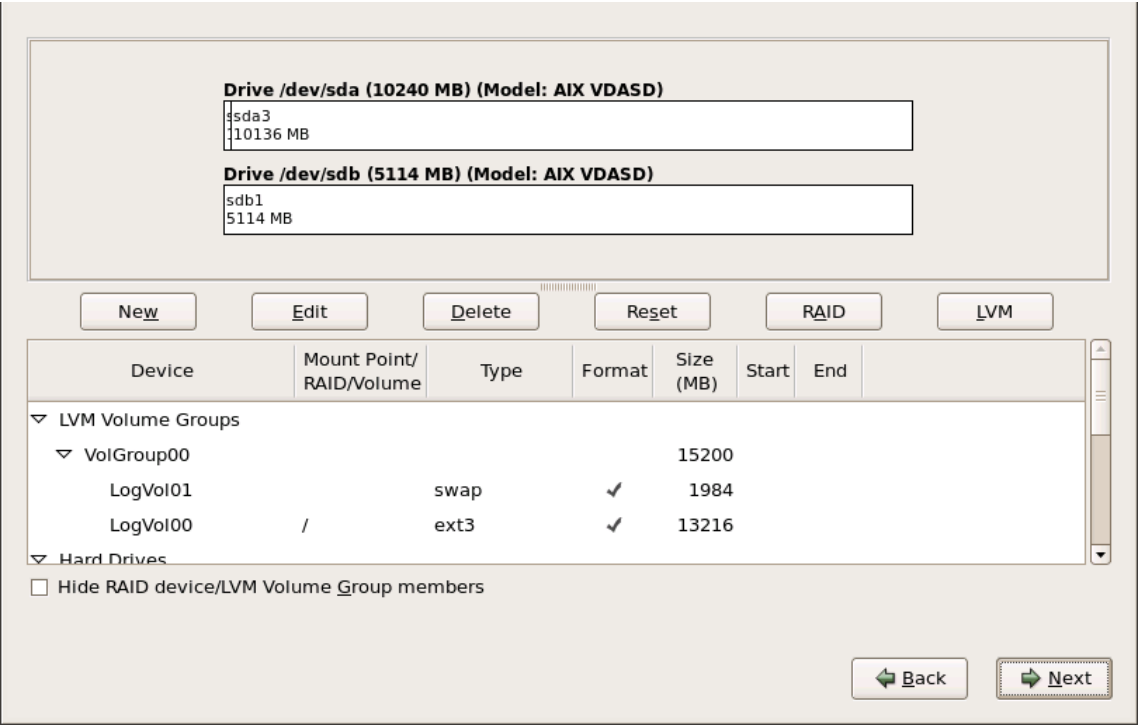 Drive /dev/sda (10240 MB) (Model: AIX VDASD)
sda3
10136 MB
Drive /dev/sdb (5114 MB) (Model: AIX VDASD)
sdb1
5114 MB
New Edit Delete Reset RAID LVM
Device Mount Point/ RAID/Volume Type Format Size (MB) Start End
LVM Volume Groups
VolGroup00 15200
LogVol01 swap 1984
LogVol00 / ext3 13216
Hard Drives
Hide RAID device/LVM Volume Group members
Back Next